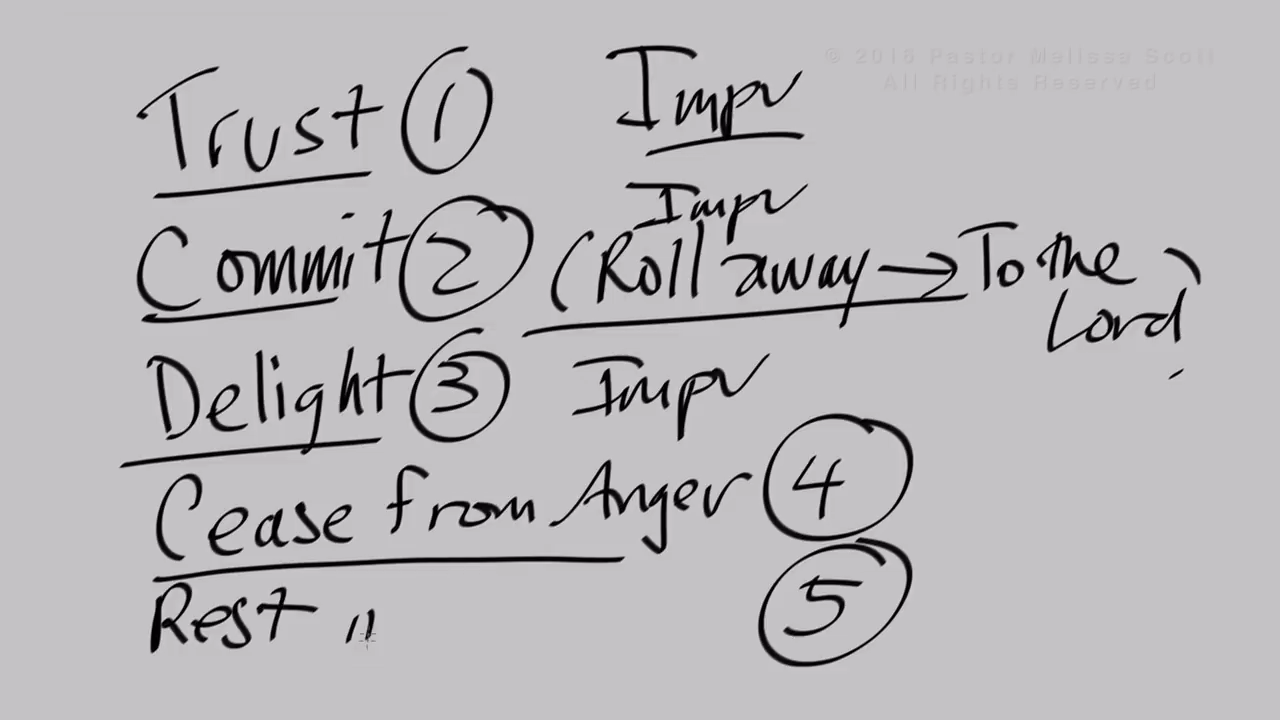 © 2016 Pastor Melissa Scott
All Rights Reserved
Trust ① Impv
Impv
Commit ② (Roll away → To the
Lord)
Delight ③ Impv
Cease from Anger ④
Rest ⑤